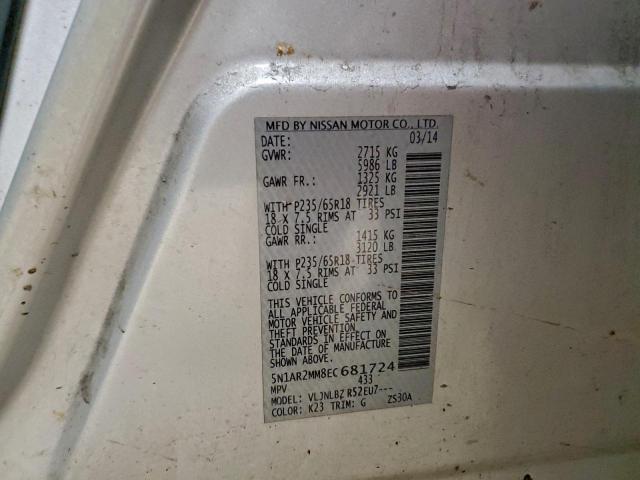 MFD BY NISSAN MOTOR CO., LTD.
DATE: 03/14
GVWR: 2715 KG
5986 LB
GAWR FR.: 1325 KG
2921 LB
WITH P235/65R18 TIRES
18 X 7.5 RIMS AT 33 PSI
COLD SINGLE
GAWR RR.: 1415 KG
3120 LB
WITH P235/65R18 TIRES
18 X 7.5 RIMS AT 33 PSI
COLD SINGLE
THIS VEHICLE CONFORMS TO
ALL APPLICABLE FEDERAL
MOTOR VEHICLE SAFETY AND
THEFT PREVENTION
STANDARDS IN EFFECT ON
THE DATE OF MANUFACTURE
SHOWN ABOVE.
5N1AR2MM8EC681724
MPV 433
MODEL: VLJNLBZ R52EU7---
COLOR: K23 TRIM: G ZS30A